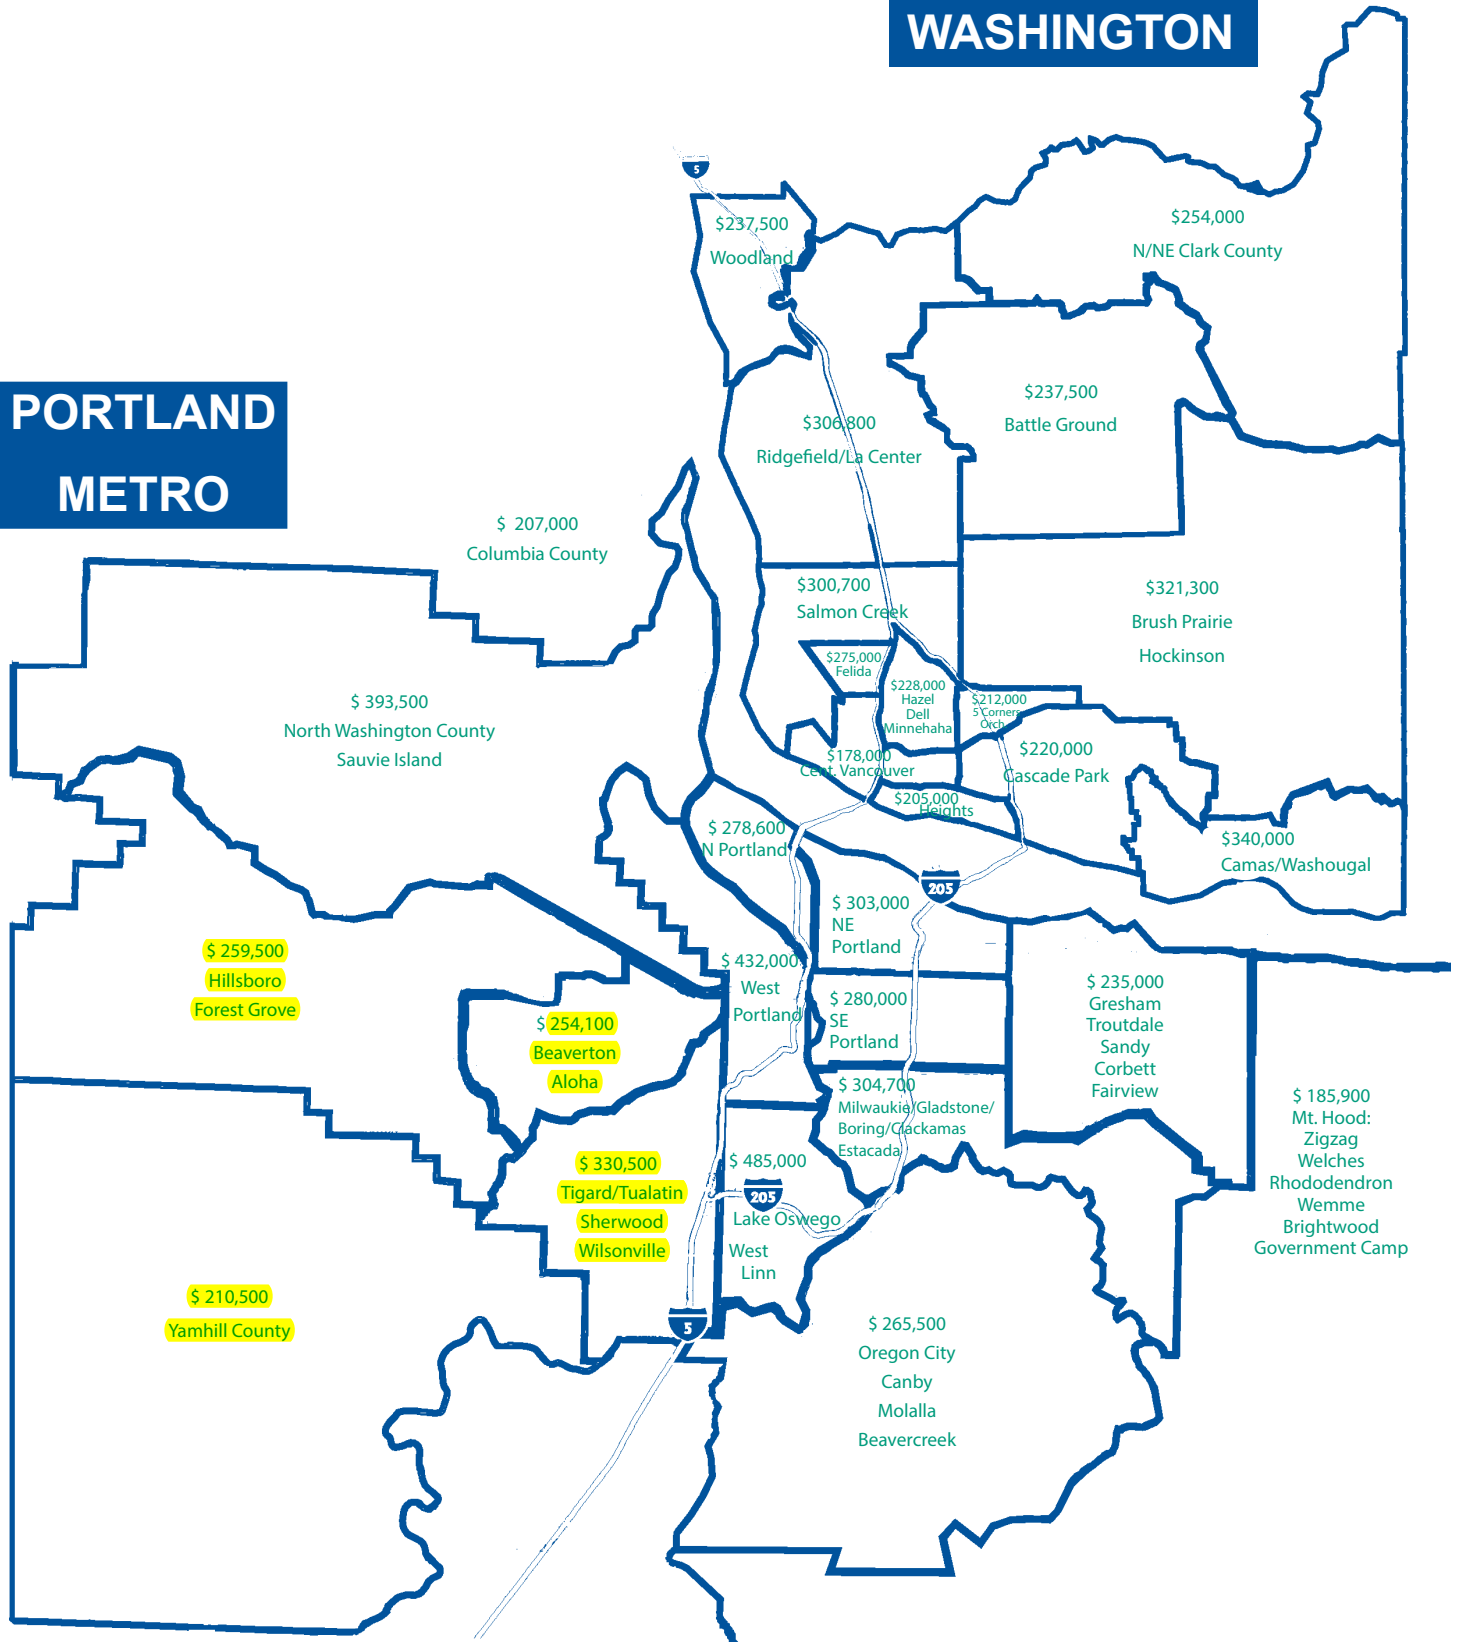 WASHINGTON
5
$237,500
Woodland
$254,000
N/NE Clark County
PORTLAND
METRO
$306,800
Ridgefield/La Center
$237,500
Battle Ground
$ 207,000
Columbia County
$300,700
Salmon Creek
$321,300
Brush Prairie
Hockinson
$275,000
Felida
$228,000
Hazel
Dell
Minnehaha
$212,000
5 Corners
Orch
$ 393,500
North Washington County
Sauvie Island
$178,000
Cent. Vancouver
$220,000
Cascade Park
$205,000
Heights
$ 278,600
N Portland
$340,000
Camas/Washougal
205
$ 303,000
NE
Portland
$ 259,500
Hillsboro
Forest Grove
$ 432,000
West
Portland
$ 280,000
SE
Portland
$ 235,000
Gresham
Troutdale
Sandy
Corbett
Fairview
$ 254,100
Beaverton
Aloha
$ 304,700
Milwaukie/Gladstone/
Boring/Clackamas
Estacada
$ 185,900
Mt. Hood:
Zigzag
Welches
Rhododendron
Wemme
Brightwood
Government Camp
$ 330,500
Tigard/Tualatin
Sherwood
Wilsonville
$ 485,000
205
Lake Oswego
West
Linn
$ 210,500
Yamhill County
5
$ 265,500
Oregon City
Canby
Molalla
Beavercreek